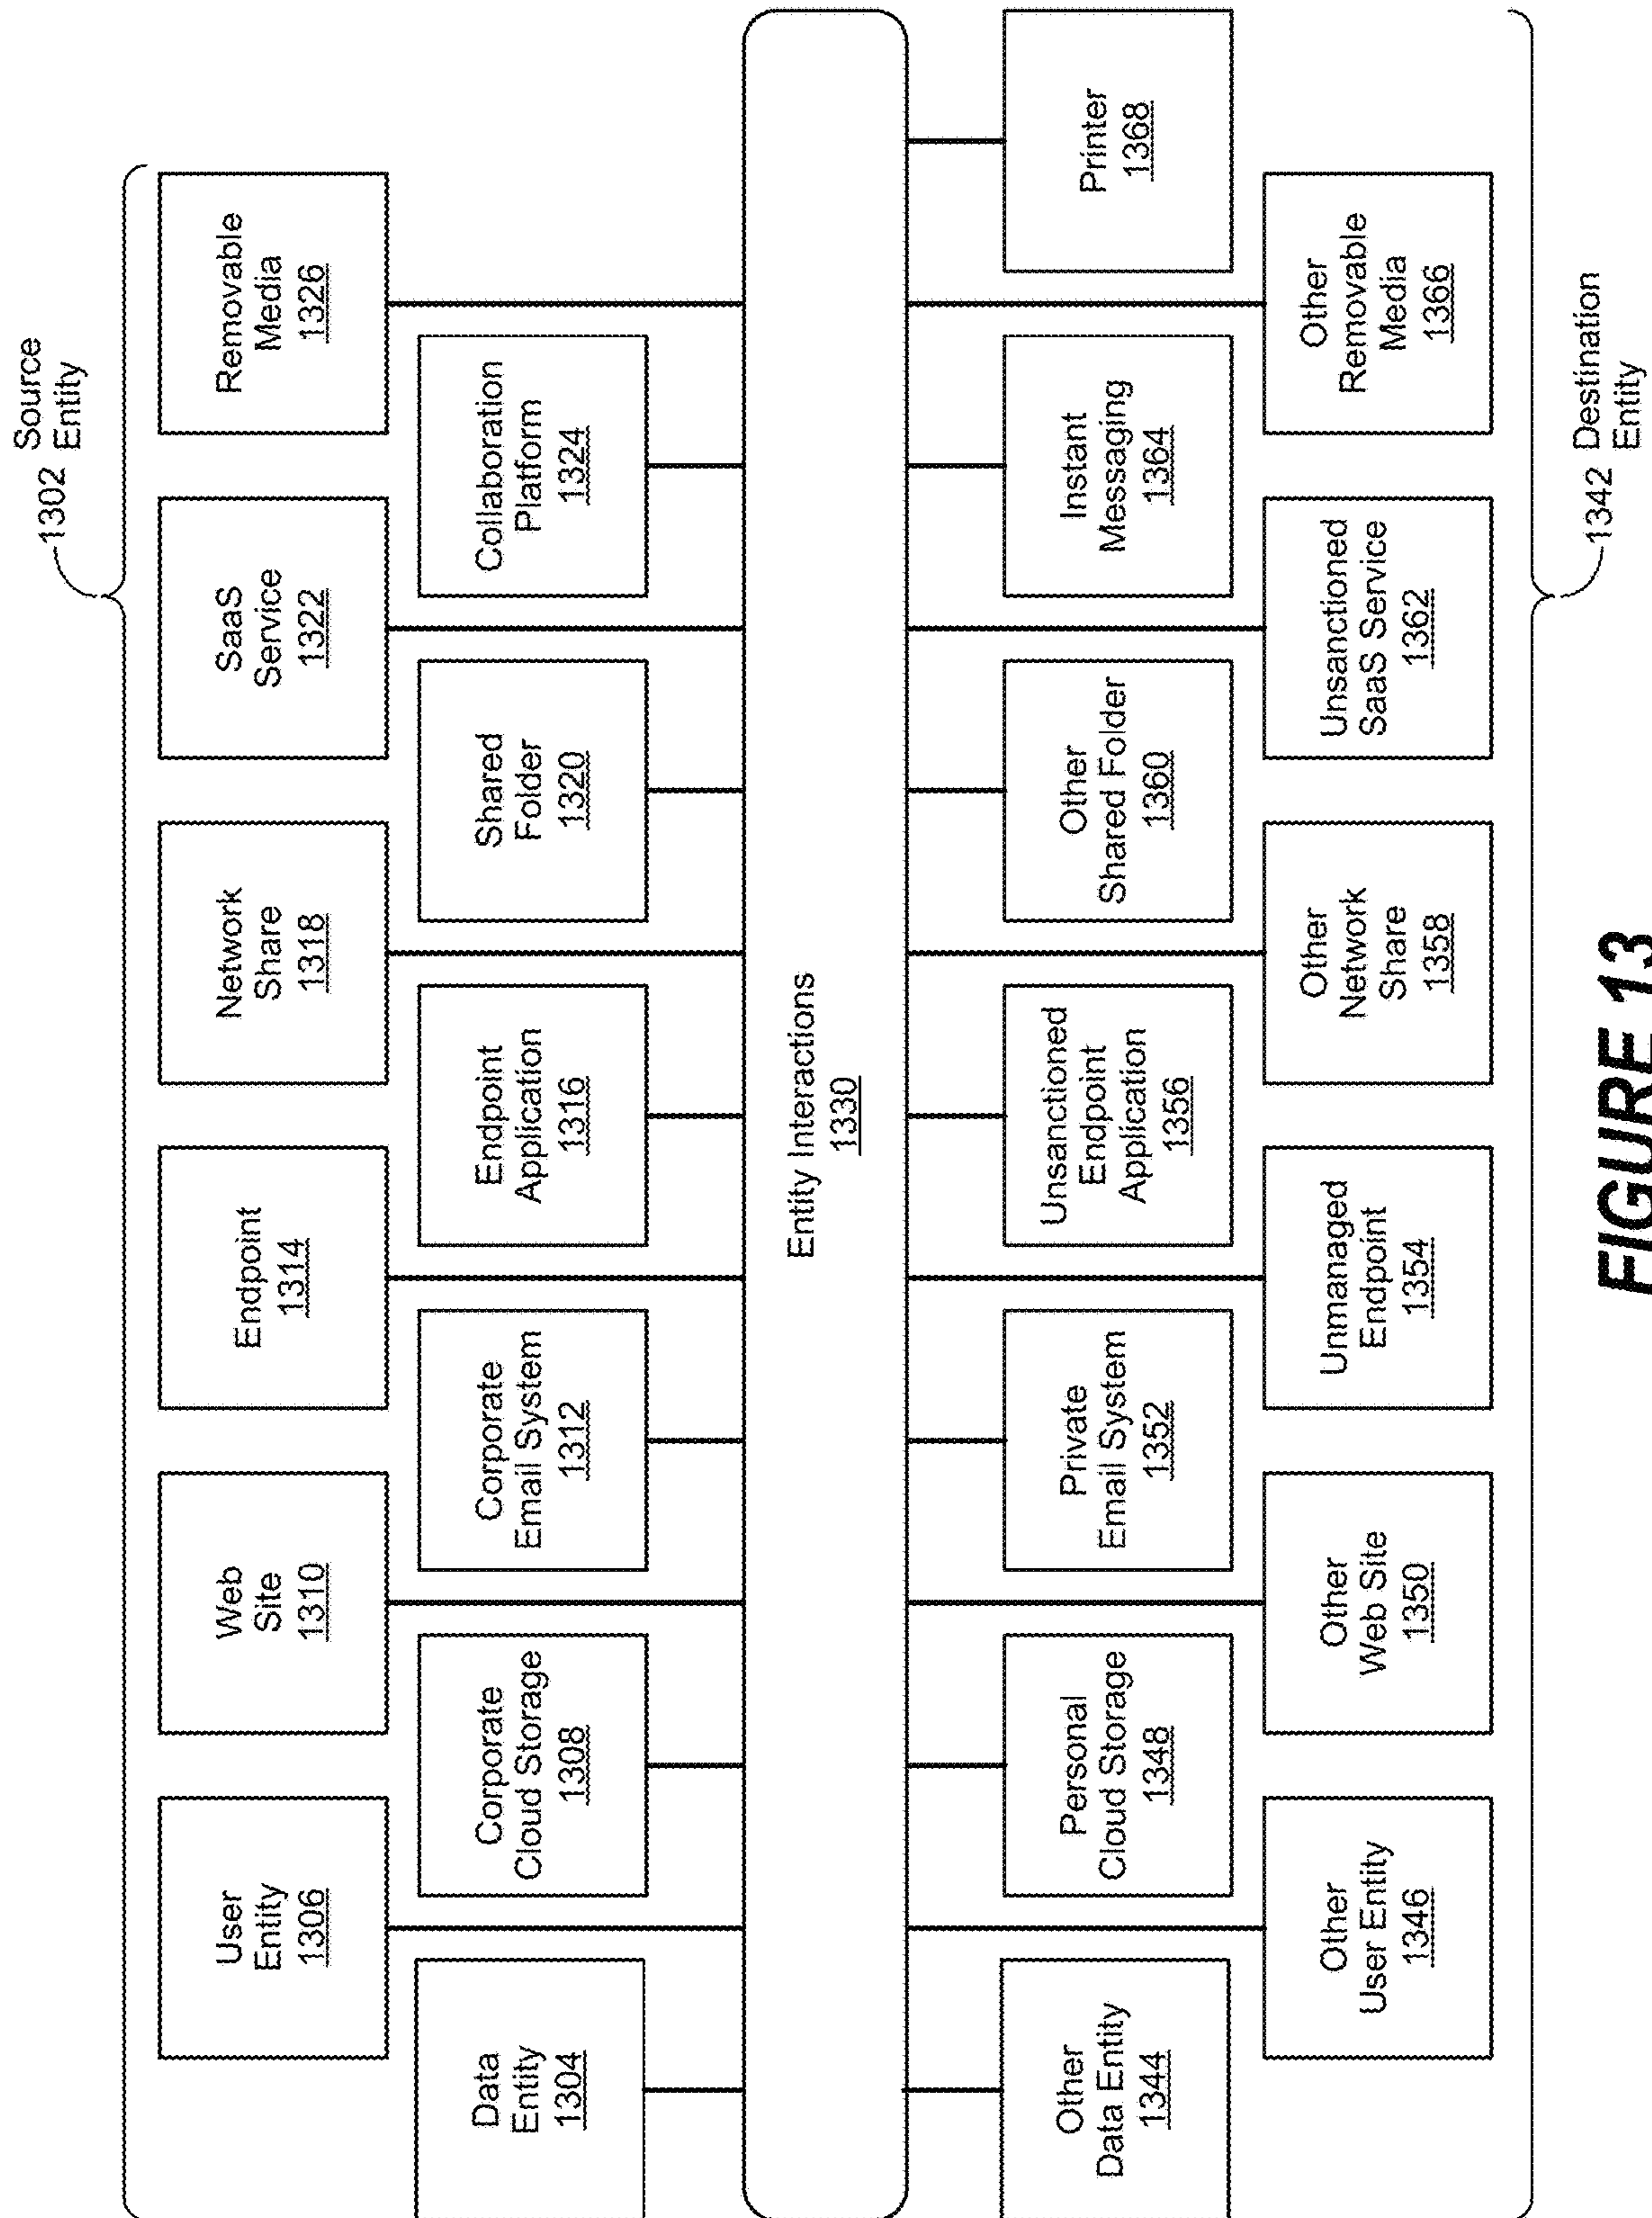 1302 Source
Entity
User
Entity
1306
Web
Site
1310
Endpoint
1314
Network
Share
1318
SaaS
Service
1322
Removable
Media
1326
Data
Entity
1304
Corporate
Cloud Storage
1308
Corporate
Email System
1312
Endpoint
Application
1316
Shared
Folder
1320
Collaboration
Platform
1324
Entity Interactions
1330
Other
Data Entity
1344
Personal
Cloud Storage
1348
Private
Email System
1352
Unsanctioned
Endpoint
Application
1356
Other
Shared Folder
1360
Instant
Messaging
1364
Printer
1368
Other
User Entity
1346
Other
Web Site
1350
Unmanaged
Endpoint
1354
Other
Network
Share
1358
Unsanctioned
SaaS Service
1362
Other
Removable
Media
1366
1342 Destination
Entity
FIGURE 13